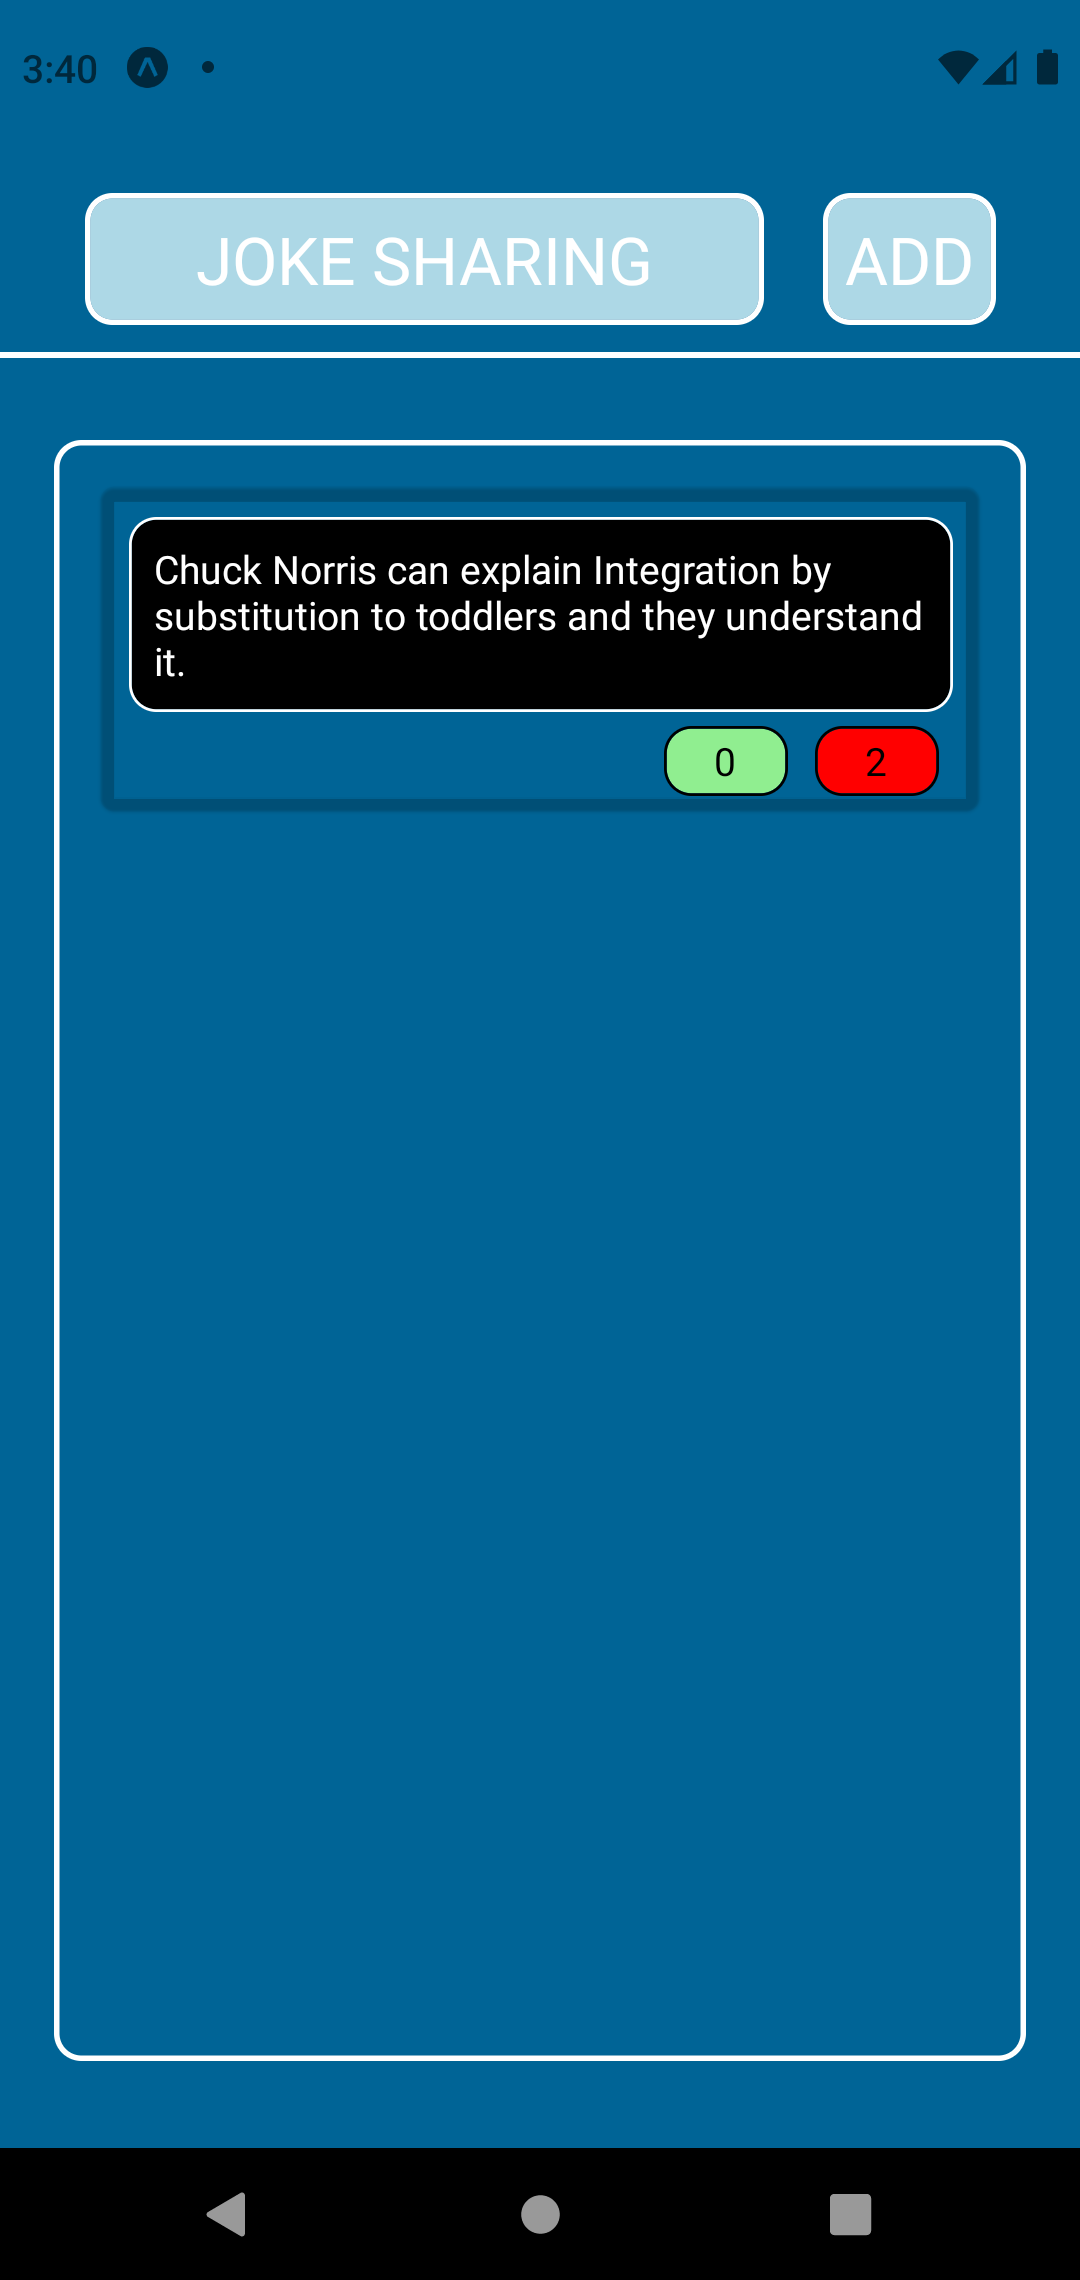 3:40
JOKE SHARING
ADD
Chuck Norris can explain Integration by
substitution to toddlers and they understand
it.
0
2